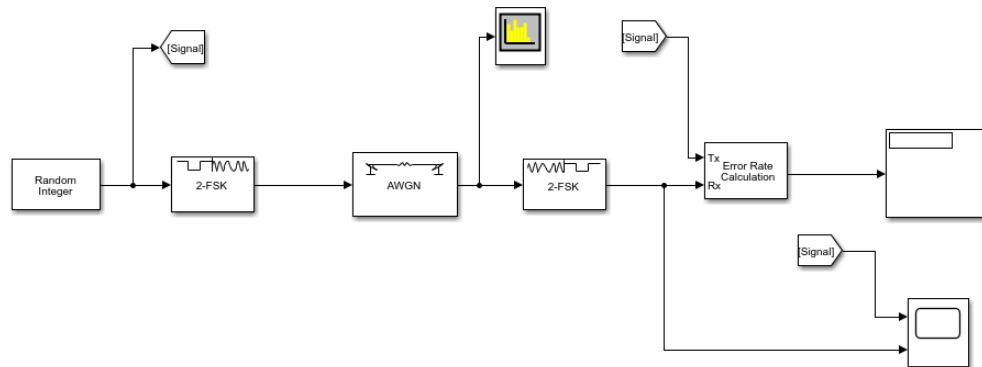 [Signal]
[Signal]
Random
Integer
2-FSK
AWGN
2-FSK
Tx
Rx
Error Rate
Calculation
[Signal]